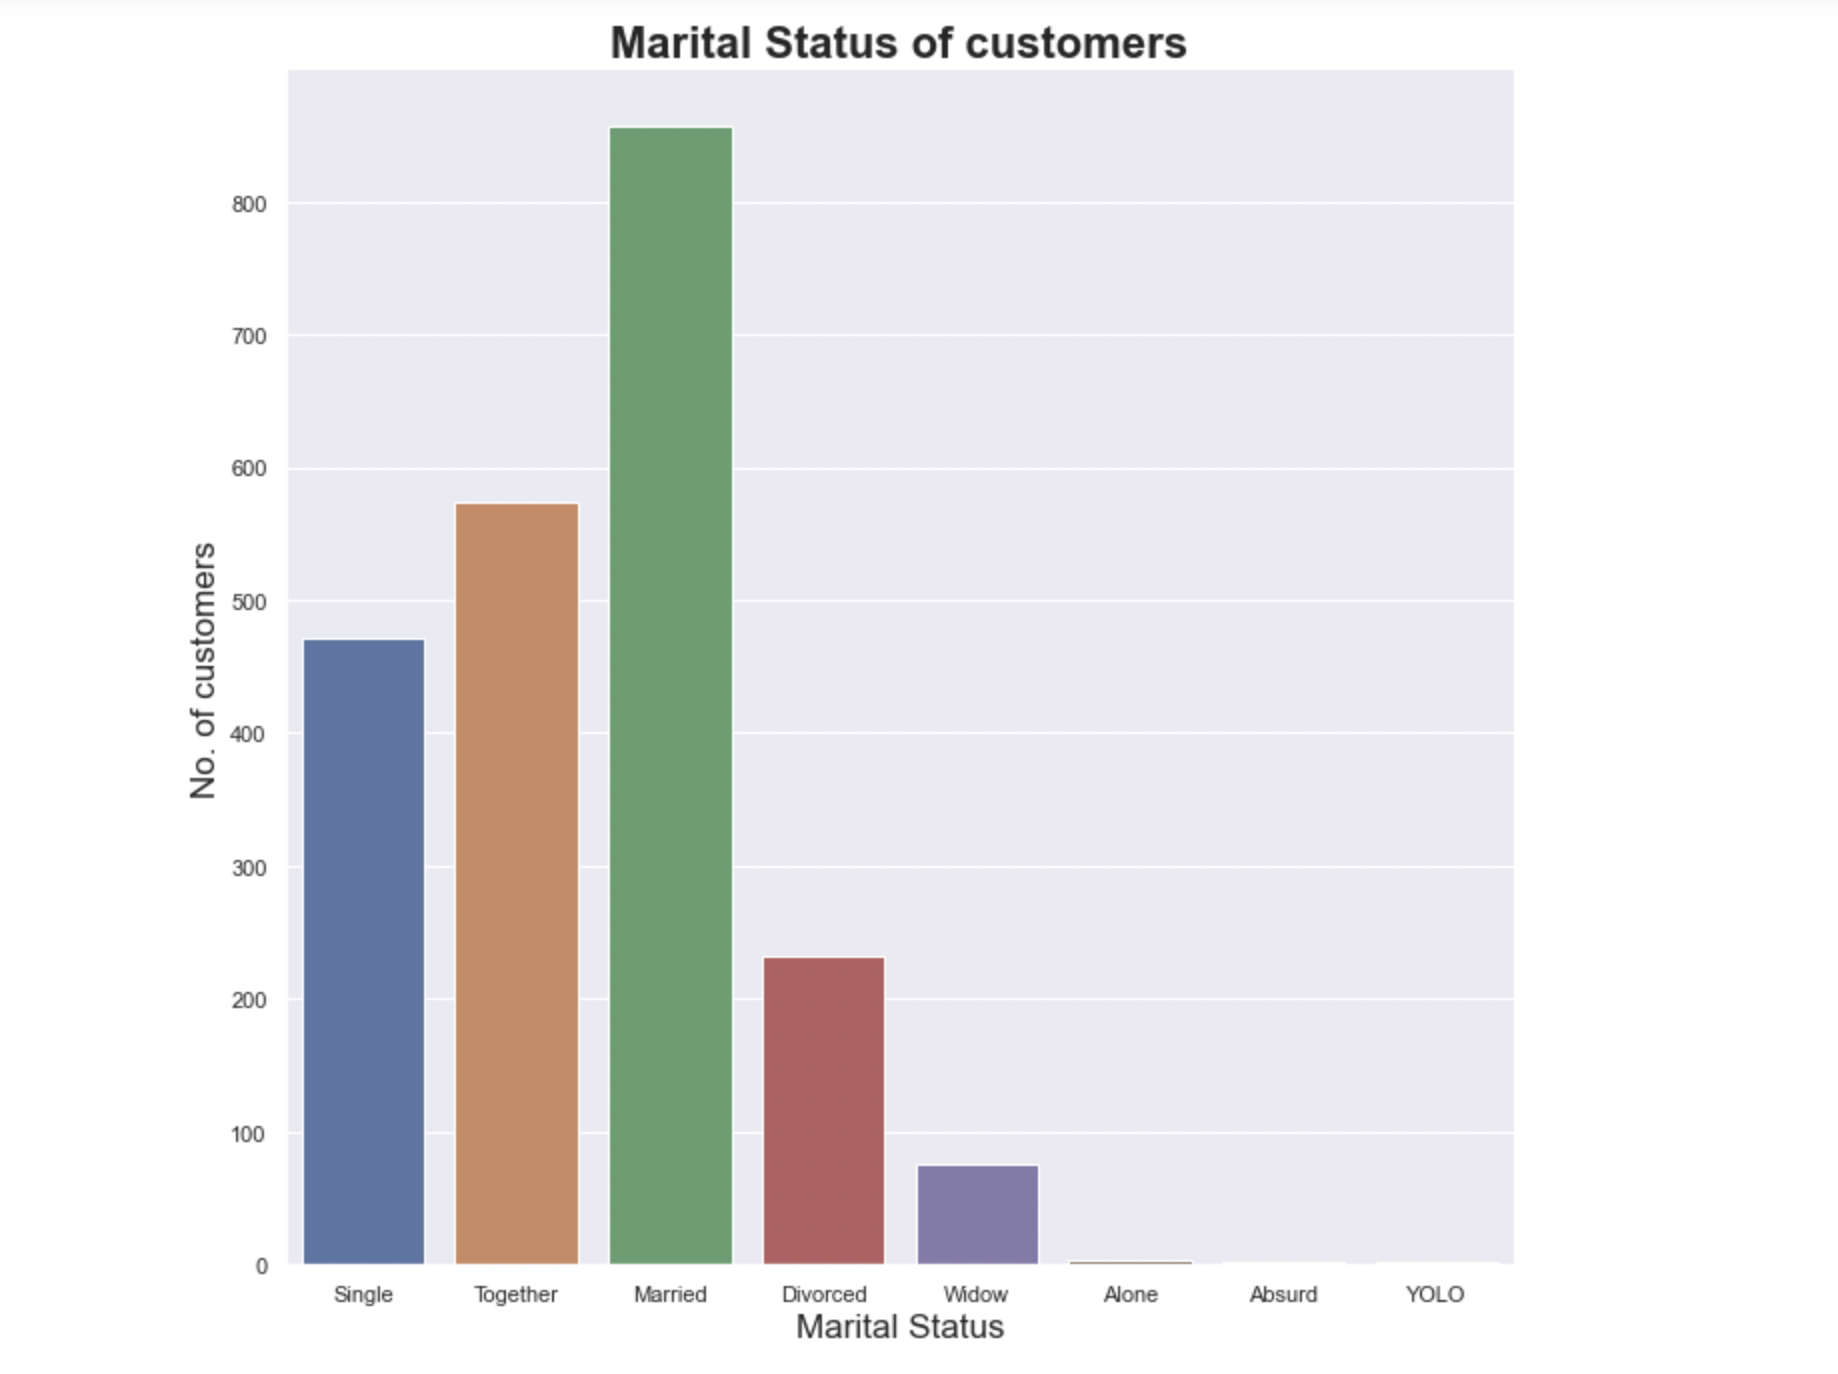 Marital Status of customers
No. of customers
800
700
600
500
400
300
200
100
0
Single Together Married Divorced Widow Alone Absurd YOLO
Marital Status